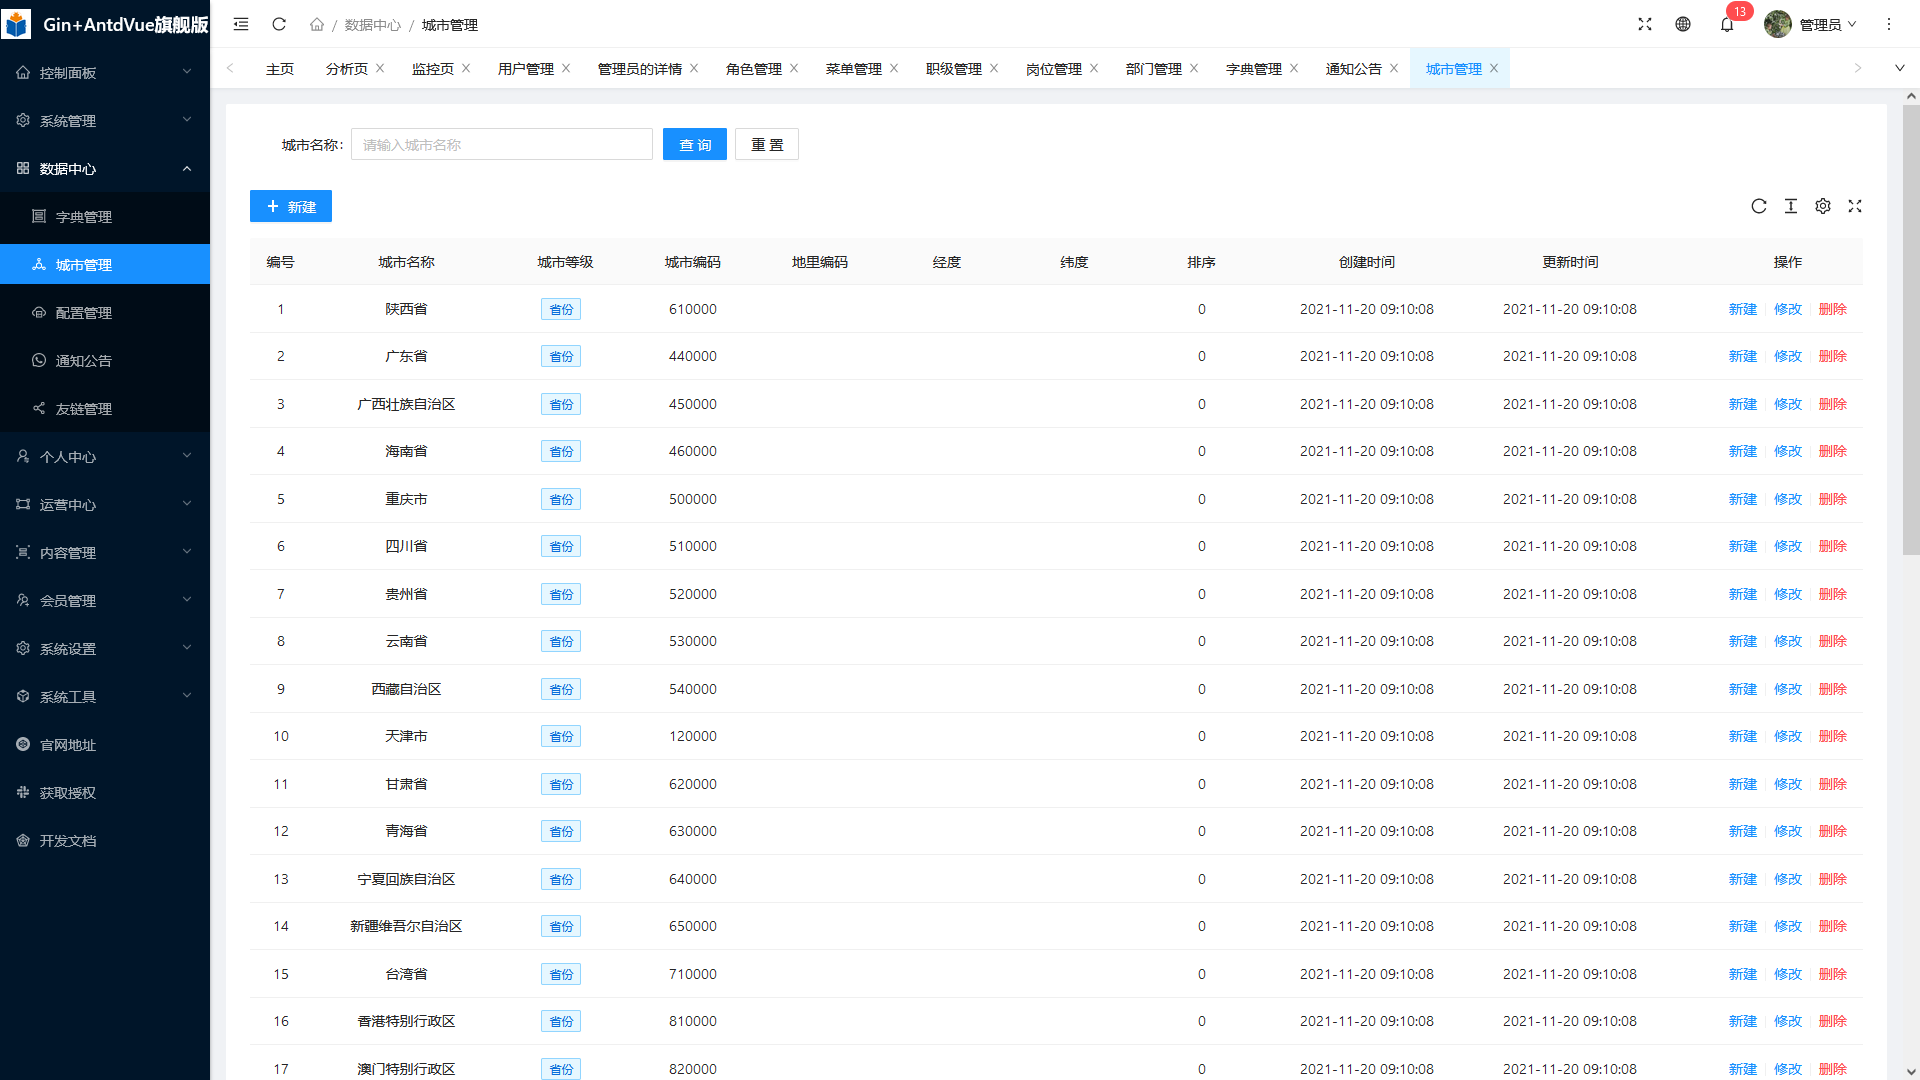 Gin+AntdVue旗舰版
数据中心 / 城市管理
13
管理员
控制面板
系统管理
数据中心
字典管理
城市管理
配置管理
通知公告
友链管理
个人中心
运营中心
内容管理
会员管理
系统设置
系统工具
官网地址
获取授权
开发文档
主页 分析页 监控页 用户管理 管理员的详情 角色管理 菜单管理 职级管理 岗位管理 部门管理 字典管理 通知公告 城市管理
城市名称: 请输入城市名称 查 询 重 置
新建
编号 城市名称 城市等级 城市编码 地里编码 经度 纬度 排序 创建时间 更新时间 操作
1 陕西省 省份 610000 0 2021-11-20 09:10:08 2021-11-20 09:10:08 新建 修改 删除
2 广东省 省份 440000 0 2021-11-20 09:10:08 2021-11-20 09:10:08 新建 修改 删除
3 广西壮族自治区 省份 450000 0 2021-11-20 09:10:08 2021-11-20 09:10:08 新建 修改 删除
4 海南省 省份 460000 0 2021-11-20 09:10:08 2021-11-20 09:10:08 新建 修改 删除
5 重庆市 省份 500000 0 2021-11-20 09:10:08 2021-11-20 09:10:08 新建 修改 删除
6 四川省 省份 510000 0 2021-11-20 09:10:08 2021-11-20 09:10:08 新建 修改 删除
7 贵州省 省份 520000 0 2021-11-20 09:10:08 2021-11-20 09:10:08 新建 修改 删除
8 云南省 省份 530000 0 2021-11-20 09:10:08 2021-11-20 09:10:08 新建 修改 删除
9 西藏自治区 省份 540000 0 2021-11-20 09:10:08 2021-11-20 09:10:08 新建 修改 删除
10 天津市 省份 120000 0 2021-11-20 09:10:08 2021-11-20 09:10:08 新建 修改 删除
11 甘肃省 省份 620000 0 2021-11-20 09:10:08 2021-11-20 09:10:08 新建 修改 删除
12 青海省 省份 630000 0 2021-11-20 09:10:08 2021-11-20 09:10:08 新建 修改 删除
13 宁夏回族自治区 省份 640000 0 2021-11-20 09:10:08 2021-11-20 09:10:08 新建 修改 删除
14 新疆维吾尔自治区 省份 650000 0 2021-11-20 09:10:08 2021-11-20 09:10:08 新建 修改 删除
15 台湾省 省份 710000 0 2021-11-20 09:10:08 2021-11-20 09:10:08 新建 修改 删除
16 香港特别行政区 省份 810000 0 2021-11-20 09:10:08 2021-11-20 09:10:08 新建 修改 删除
17 澳门特别行政区 省份 820000 0 2021-11-20 09:10:08 2021-11-20 09:10:08 新建 修改 删除